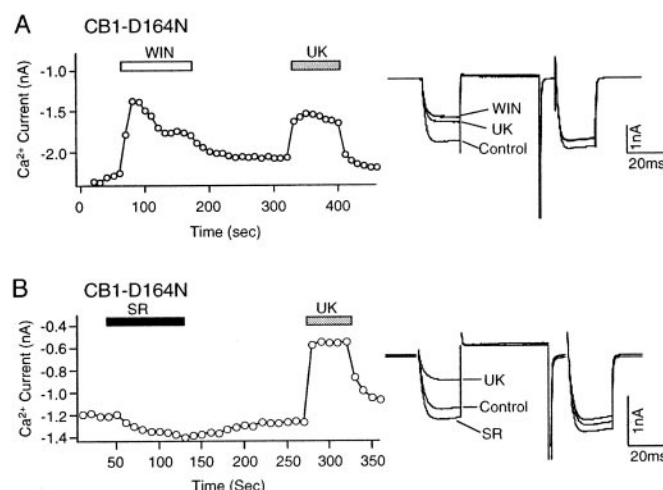 A
CB1-D164N
WIN
UK
Ca²⁺ Current (nA)
-1.0
-1.5
-2.0
0
100
200
300
400
Time (sec)
WIN
UK
Control
1nA
20ms
B
CB1-D164N
SR
UK
Ca²⁺ Current (nA)
-0.4
-0.6
-0.8
-1.0
-1.2
-1.4
50
100
150
200
250
300
350
Time (Sec)
UK
Control
SR
1nA
20ms